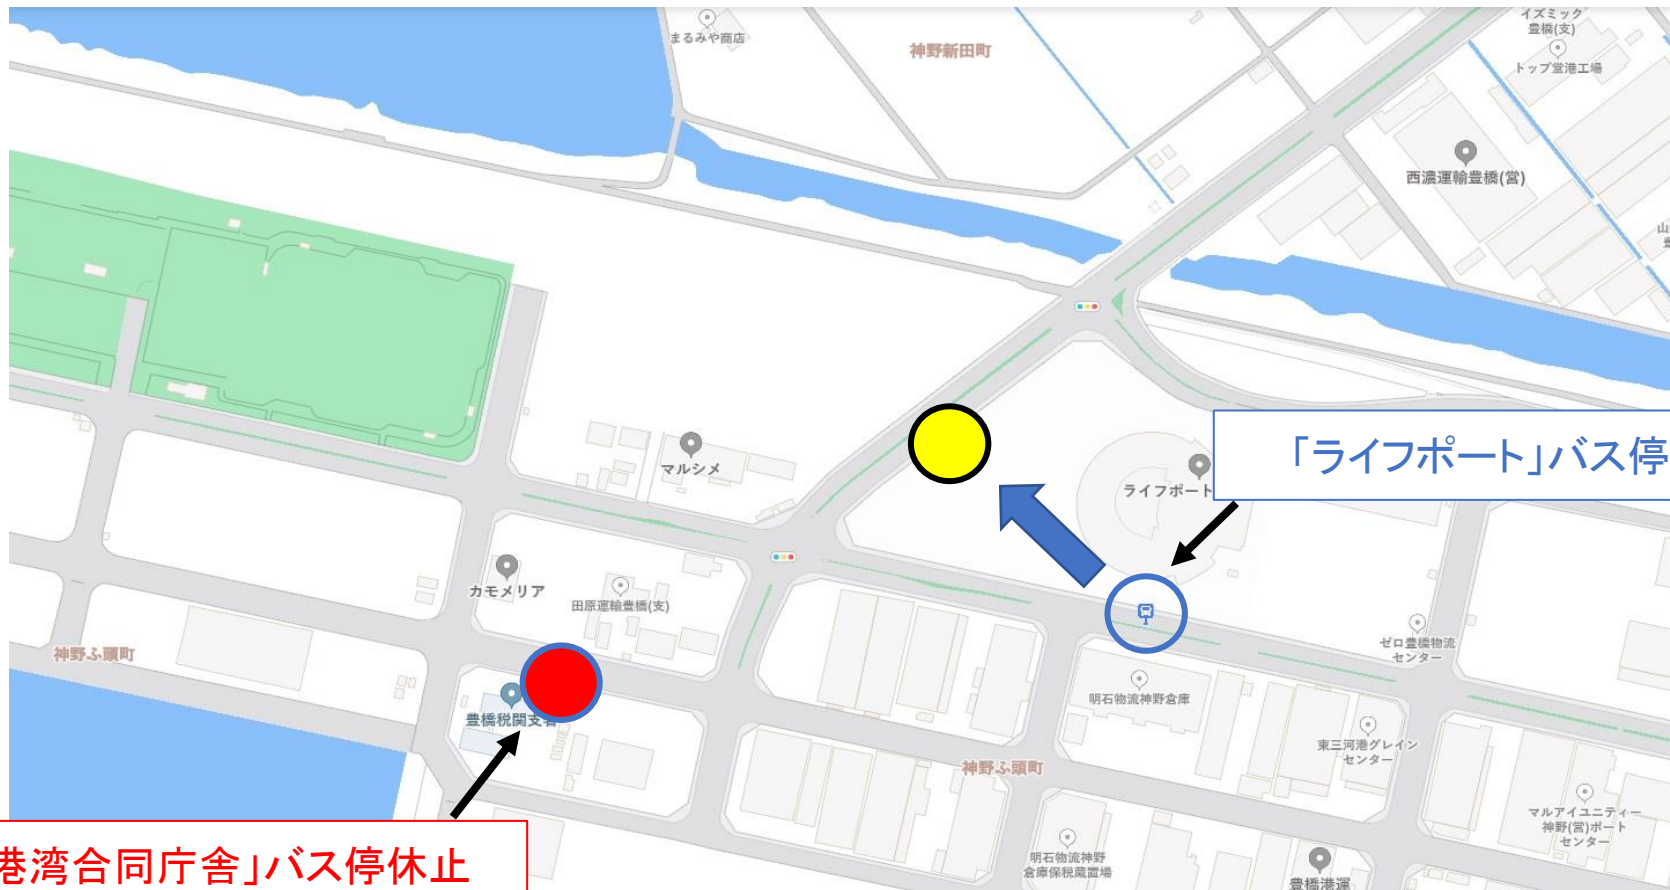 まるみや商店
神野新田町
イズミック
豊橋(支)
トップ堂港工場
西濃運輸豊橋(営)
山
マルシメ
「ライフポート」バス停
ライフポート
カモメリア
田原運輸豊橋(支)
神野ふ頭町
豊橋税関支署
ゼロ豊橋物流
センター
明石物流神野倉庫
東三河港グレイン
センター
神野ふ頭町
マルアイユニティー
神野(営)ポート
センター
明石物流神野
倉庫保税蔵置場
豊橋港運
港湾合同庁舎」バス停休止